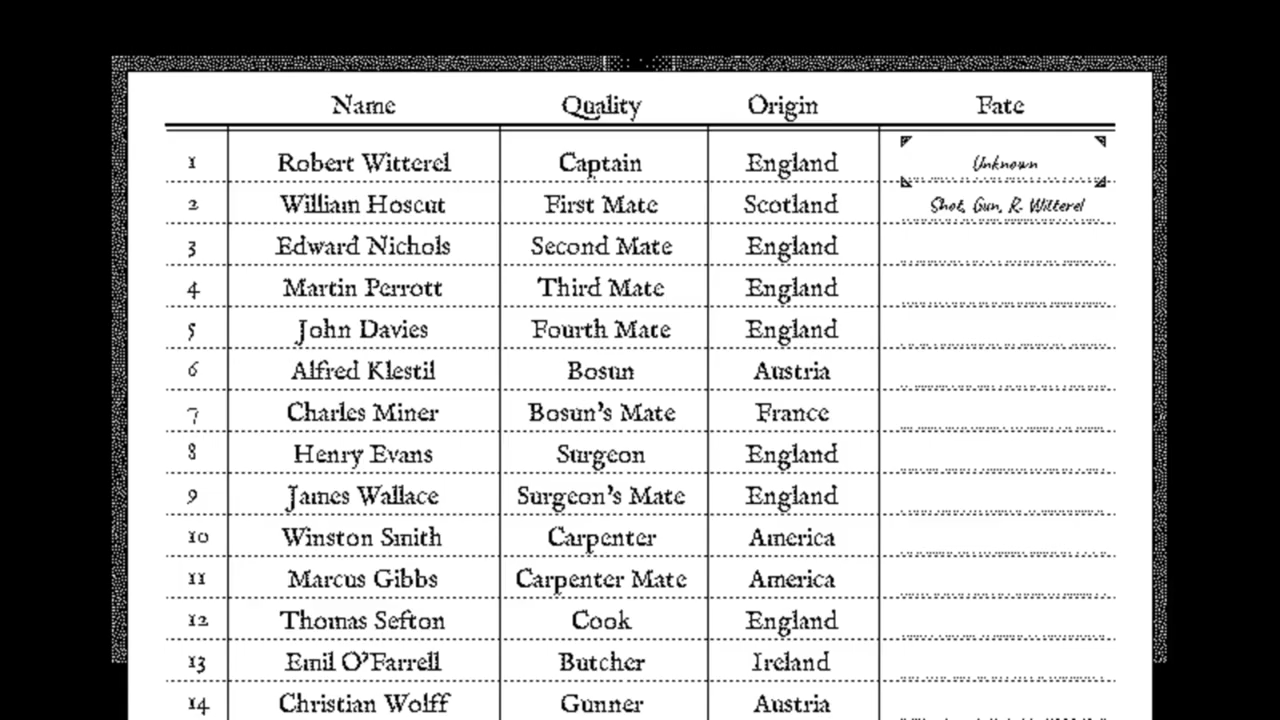 Name Quality Origin Fate
1 Robert Witterel Captain England Unknown
2 William Hoscut First Mate Scotland Shot, Gun, R. Witterel
3 Edward Nichols Second Mate England
4 Martin Perrott Third Mate England
5 John Davies Fourth Mate England
6 Alfred Klestil Bosun Austria
7 Charles Miner Bosun's Mate France
8 Henry Evans Surgeon England
9 James Wallace Surgeon's Mate England
10 Winston Smith Carpenter America
11 Marcus Gibbs Carpenter Mate America
12 Thomas Sefton Cook England
13 Emil O'Farrell Butcher Ireland
14 Christian Wolff Gunner Austria